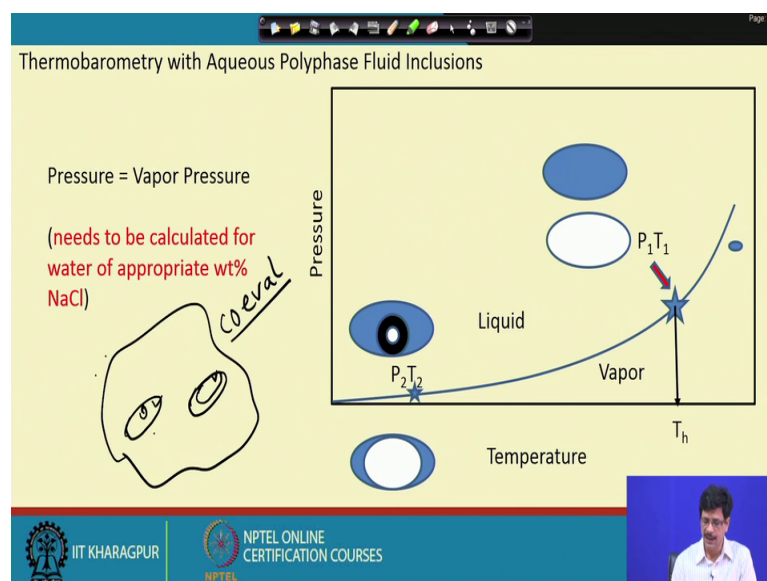 Page
Thermobarometry with Aqueous Polyphase Fluid Inclusions
Pressure = Vapor Pressure
(needs to be calculated for
water of appropriate wt%
NaCl)
coeval
Pressure
P₁T₁
Liquid
P₂T₂
Vapor
Tₕ
Temperature
IIT KHARAGPUR
NPTEL
NPTEL ONLINE
CERTIFICATION COURSES